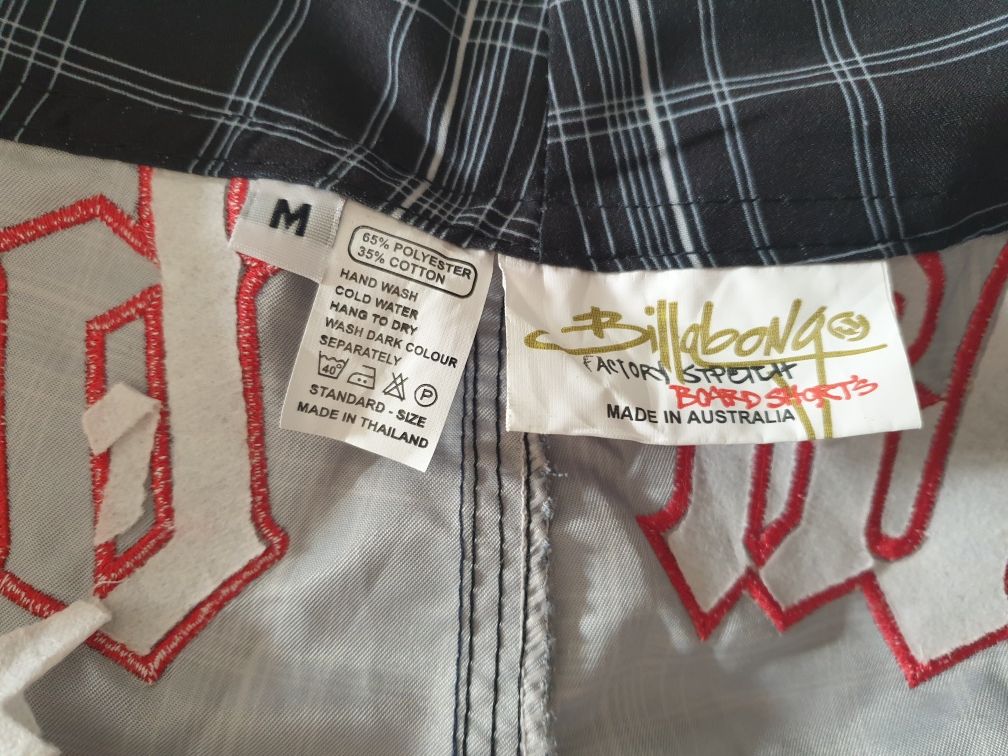 M
65% POLYESTER
35% COTTON
HAND WASH
COLD WATER
HANG TO DRY
WASH DARK COLOUR
SEPARATELY
40° P
STANDARD - SIZE
MADE IN THAILAND
Billabong
FACTORY STRETCH
BOARD SHORTS
MADE IN AUSTRALIA